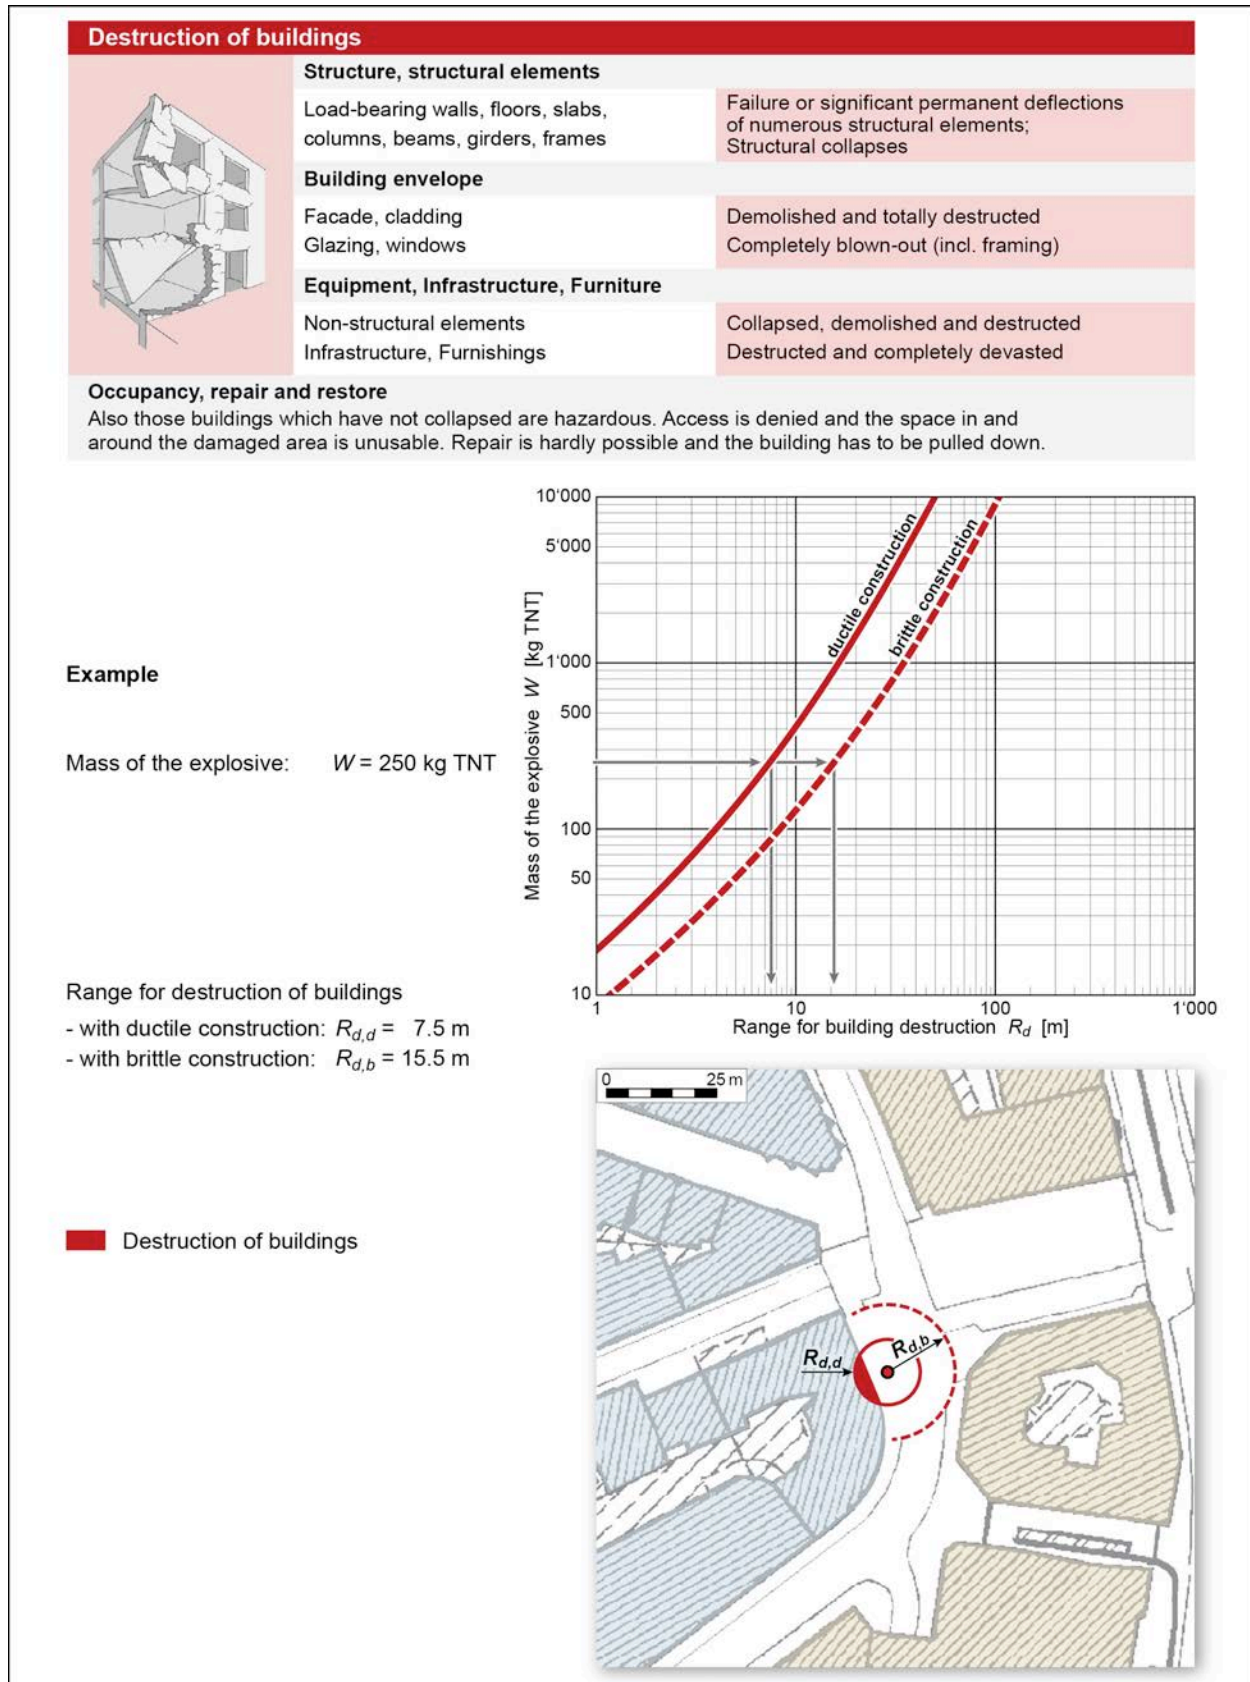 Destruction of buildings
Structure, structural elements
Load-bearing walls, floors, slabs,
columns, beams, girders, frames
Failure or significant permanent deflections
of numerous structural elements;
Structural collapses
Building envelope
Facade, cladding
Demolished and totally destructed
Glazing, windows
Completely blown-out (incl. framing)
Equipment, Infrastructure, Furniture
Non-structural elements
Collapsed, demolished and destructed
Infrastructure, Furnishings
Destructed and completely devasted
Occupancy, repair and restore
Also those buildings which have not collapsed are hazardous. Access is denied and the space in and
around the damaged area is unusable. Repair is hardly possible and the building has to be pulled down.
Example
Mass of the explosive: W = 250 kg TNT
Range for destruction of buildings
- with ductile construction: Rd,d = 7.5 m
- with brittle construction: Rd,b = 15.5 m
Mass of the explosive W [kg TNT]
10‘000
5‘000
1‘000
500
100
50
10
ductile construction
brittle construction
1 10 100 1‘000
Range for building destruction Rd [m]
Destruction of buildings
0 25 m
Rd,d
Rd,b